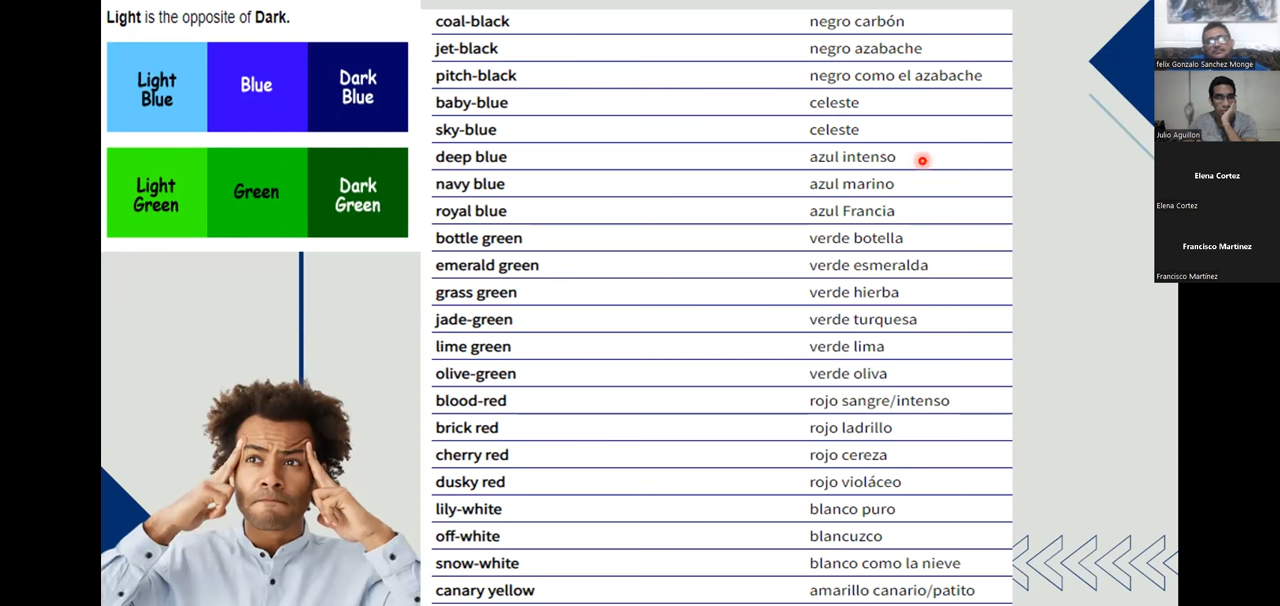 Light is the opposite of Dark.
Light
Blue
Blue
Dark
Blue
Light
Green
Green
Dark
Green
coal-black negro carbón
jet-black negro azabache
pitch-black negro como el azabache
baby-blue celeste
sky-blue celeste
deep blue azul intenso
navy blue azul marino
royal blue azul Francia
bottle green verde botella
emerald green verde esmeralda
grass green verde hierba
jade-green verde turquesa
lime green verde lima
olive-green verde oliva
blood-red rojo sangre/intenso
brick red rojo ladrillo
cherry red rojo cereza
dusky red rojo violáceo
lily-white blanco puro
off-white blancuzco
snow-white blanco como la nieve
canary yellow amarillo canario/patito
felix Gonzalo Sanchez Monge
Julio Aguillon
Elena Cortez
Elena Cortez
Francisco Martinez
Francisco Martínez